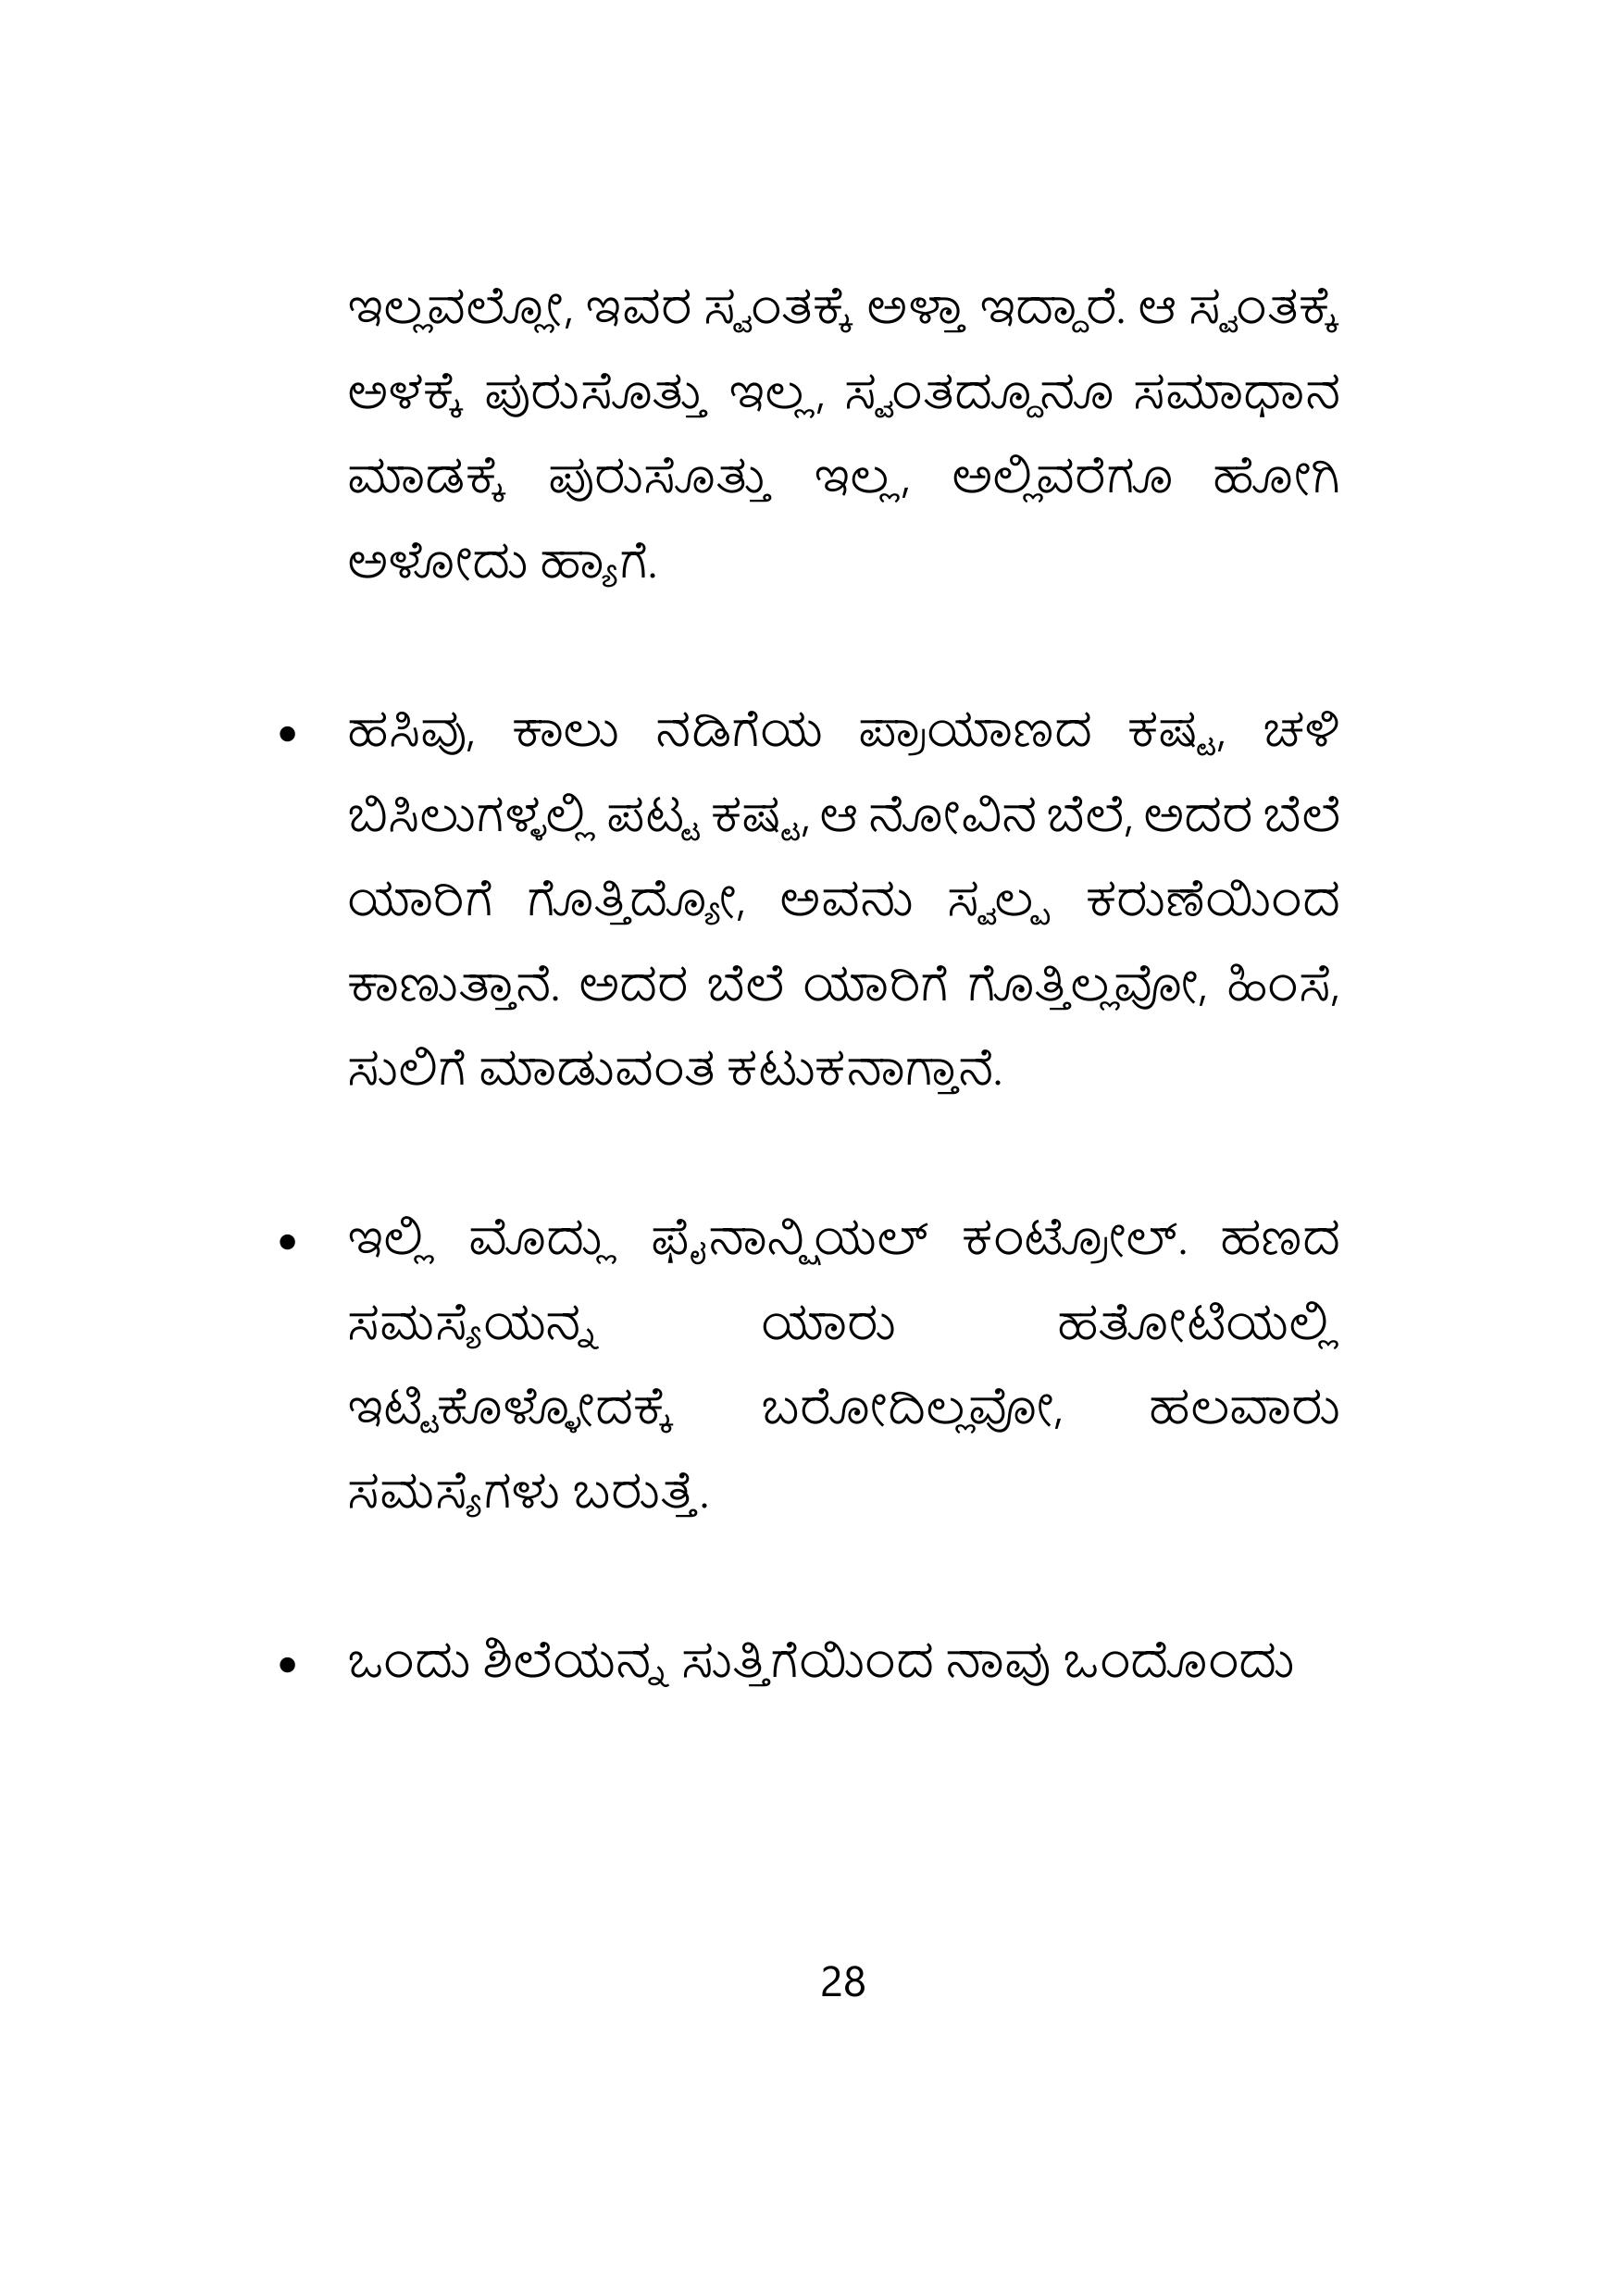 ಇಲ್ಲವಲ್ಲೋ, ಇವರ ಸ್ವಂತಕ್ಕೆ ಅಳ್ತಾ ಇದ್ದಾರೆ. ಆ ಸ್ವಂತಕ್ಕೆ
ಅಳಕ್ಕೆ ಪುರುಸೊತ್ತು ಇಲ್ಲ, ಸ್ವಂತದ್ದೂನೂ ಸಮಾಧಾನ
ಮಾಡಕ್ಕೆ ಪುರುಸೊತ್ತು ಇಲ್ಲ, ಅಲ್ಲಿವರೆಗೂ ಹೋಗಿ
ಅಳೋದು ಹ್ಯಾಗೆ.
• ಹಸಿವು, ಕಾಲು ನಡಿಗೆಯ ಪ್ರಾಯಾಣದ ಕಷ್ಟ, ಚಳಿ
ಬಿಸಿಲುಗಳ್ಳಲ್ಲಿ ಪಟ್ಟ ಕಷ್ಟ, ಆ ನೋವಿನ ಬೆಲೆ, ಅದರ ಬೆಲೆ
ಯಾರಿಗೆ ಗೊತ್ತಿದ್ಯೋ, ಅವನು ಸ್ವಲ್ಪ ಕರುಣೆಯಿಂದ
ಕಾಣುತ್ತಾನೆ. ಅದರ ಬೆಲೆ ಯಾರಿಗೆ ಗೊತ್ತಿಲ್ಲವೋ, ಹಿಂಸೆ,
ಸುಲಿಗೆ ಮಾಡುವಂತ ಕಟುಕನಾಗ್ತಾನೆ.
• ಇಲ್ಲಿ ಮೊದ್ಲು ಫೈನಾನ್ಷಿಯಲ್ ಕಂಟ್ರೋಲ್. ಹಣದ
ಸಮಸ್ಯೆಯನ್ನ ಯಾರು ಹತೋಟಿಯಲ್ಲಿ
ಇಟ್ಟಿಕೊಳ್ಳೋದಕ್ಕೆ ಬರೋದಿಲ್ಲವೋ, ಹಲವಾರು
ಸಮಸ್ಯೆಗಳು ಬರುತ್ತೆ.
• ಒಂದು ಶಿಲೆಯನ್ನ ಸುತ್ತಿಗೆಯಿಂದ ನಾವು ಒಂದೊಂದು
28